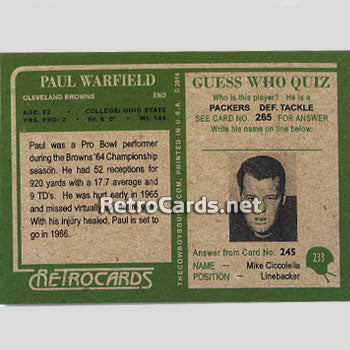 PAUL WARFIELD
CLEVELAND BROWNS END
AGE: 22 • COLLEGE: OHIO STATE
YRS. PRO: 2 • Ht. 6' 0" • Wt. 188
Paul was a Pro Bowl performer
during the Browns '64 Championship
season. He had 52 receptions for
920 yards with a 17.7 average and
9 TD's. He was hurt early in 1965
and missed virtually
With his injury healed, Paul is set to
go in 1966.
RETROCARDS
THECOWBOYSGU PRINTED IN U.S.A. © 2014
GUESS WHO QUIZ
Who is this player? He is a
PACKERS DEF. TACKLE
SEE CARD NO. 265 FOR ANSWER
Write his name on line below.
Answer from Card No. 245
NAME — Mike Ciccolella
POSITION — Linebacker
233
RetroCards.net